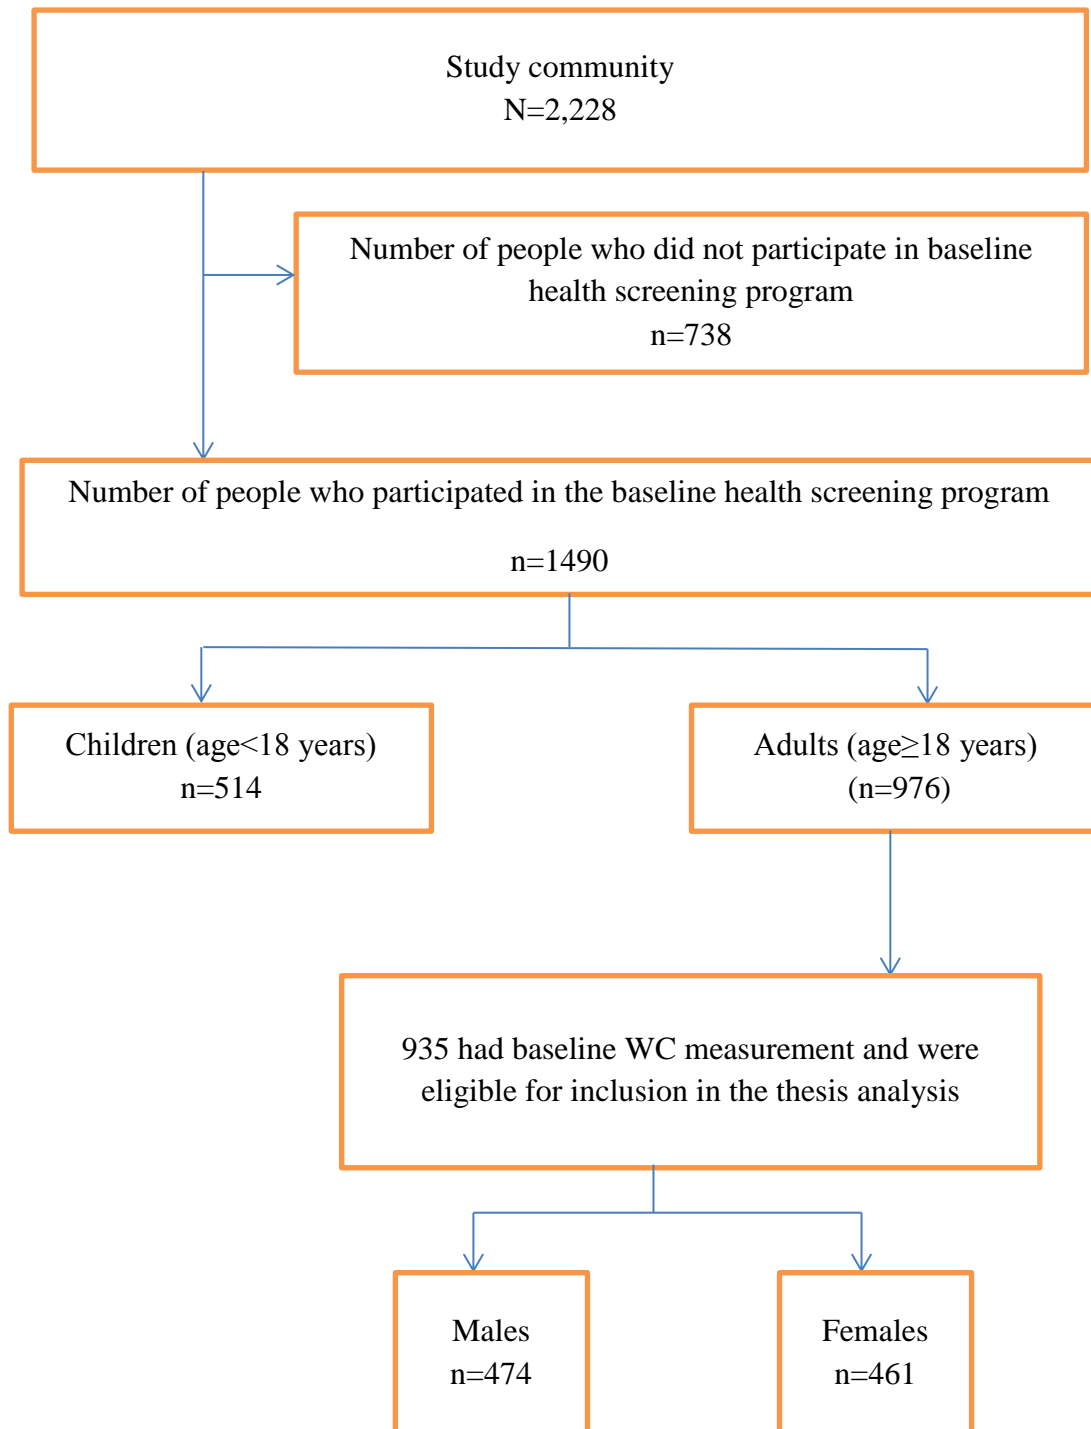 Study community
N=2,228
Number of people who did not participate in baseline
health screening program
n=738
Number of people who participated in the baseline health screening program
n=1490
Children (age<18 years)
n=514
Adults (age≥18 years)
(n=976)
935 had baseline WC measurement and were
eligible for inclusion in the thesis analysis
Males
n=474
Females
n=461